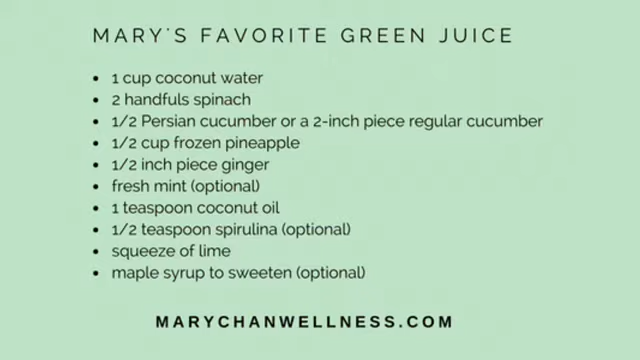 MARY'S FAVORITE GREEN JUICE
• 1 cup coconut water
• 2 handfuls spinach
• 1/2 Persian cucumber or a 2-inch piece regular cucumber
• 1/2 cup frozen pineapple
• 1/2 inch piece ginger
• fresh mint (optional)
• 1 teaspoon coconut oil
• 1/2 teaspoon spirulina (optional)
• squeeze of lime
• maple syrup to sweeten (optional)
MARYCHANWELLNESS.COM